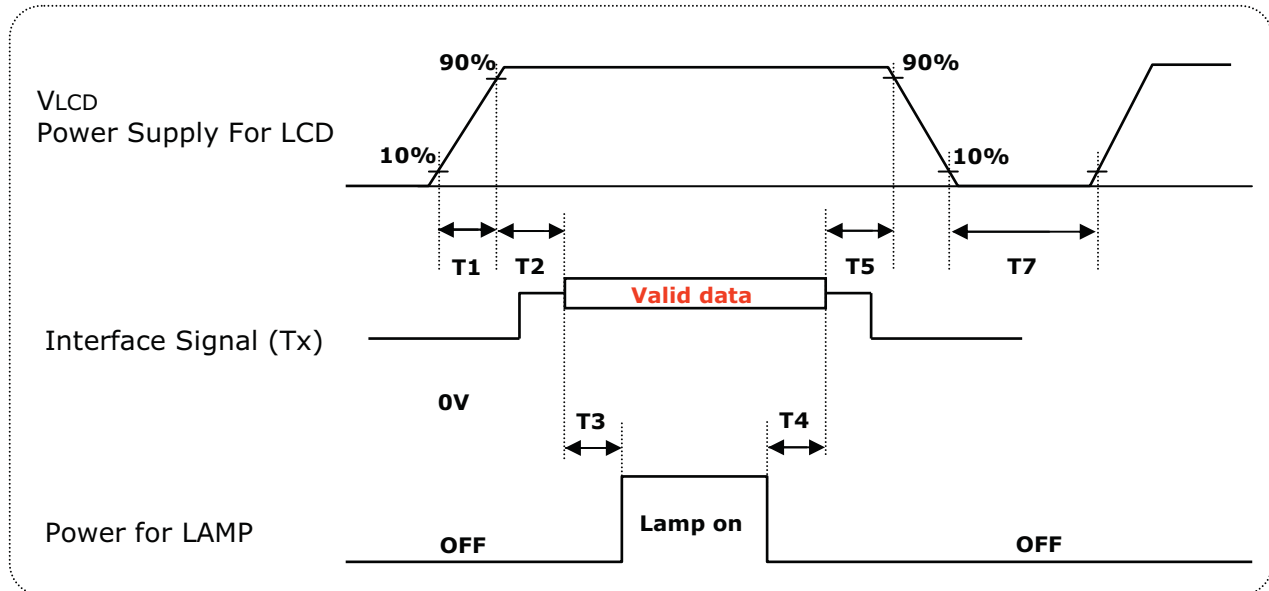 90%
90%
VLCD
Power Supply For LCD
10%
10%
T1
T2
T5
T7
Valid data
Interface Signal (Tx)
0V
T3
T4
Lamp on
Power for LAMP
OFF
OFF